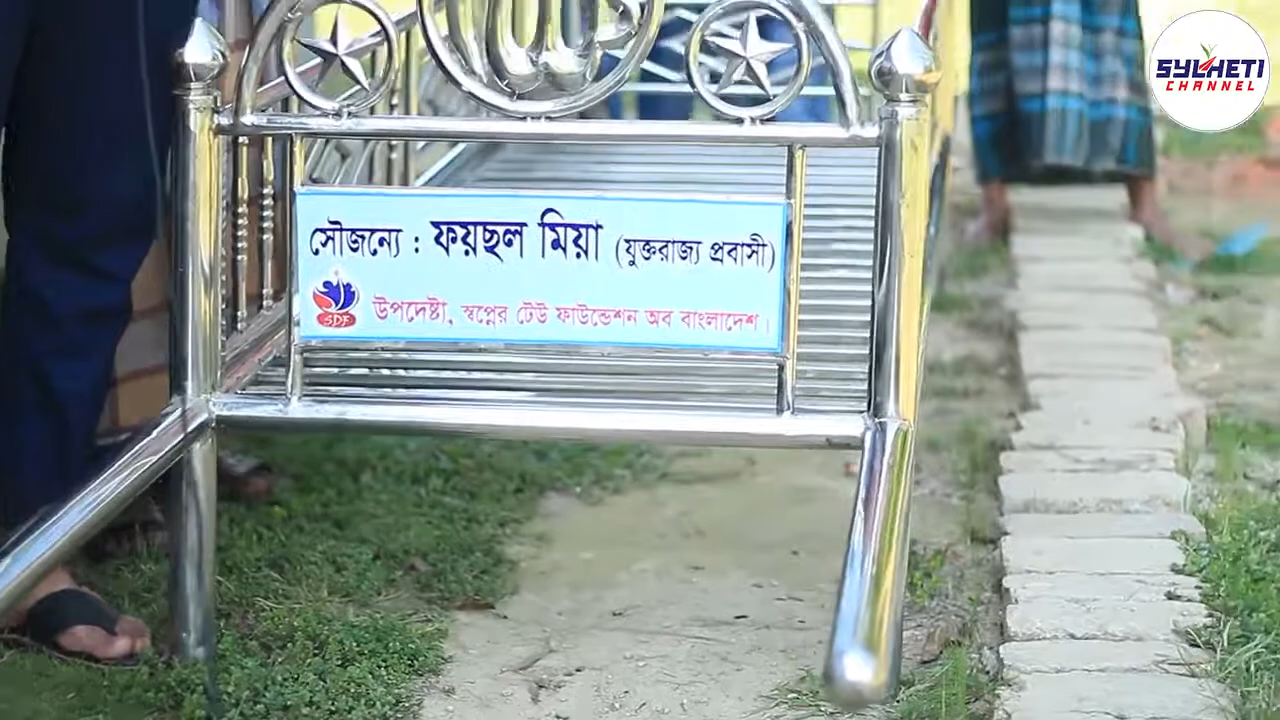 SYLHETI
CHANNEL
সৌজন্যে : ফয়ছল মিয়া (যুক্তরাজ্য প্রবাসী)
SDF
উপদেষ্টা, স্বপ্নের ঢেউ ফাউন্ডেশন অব বাংলাদেশ।